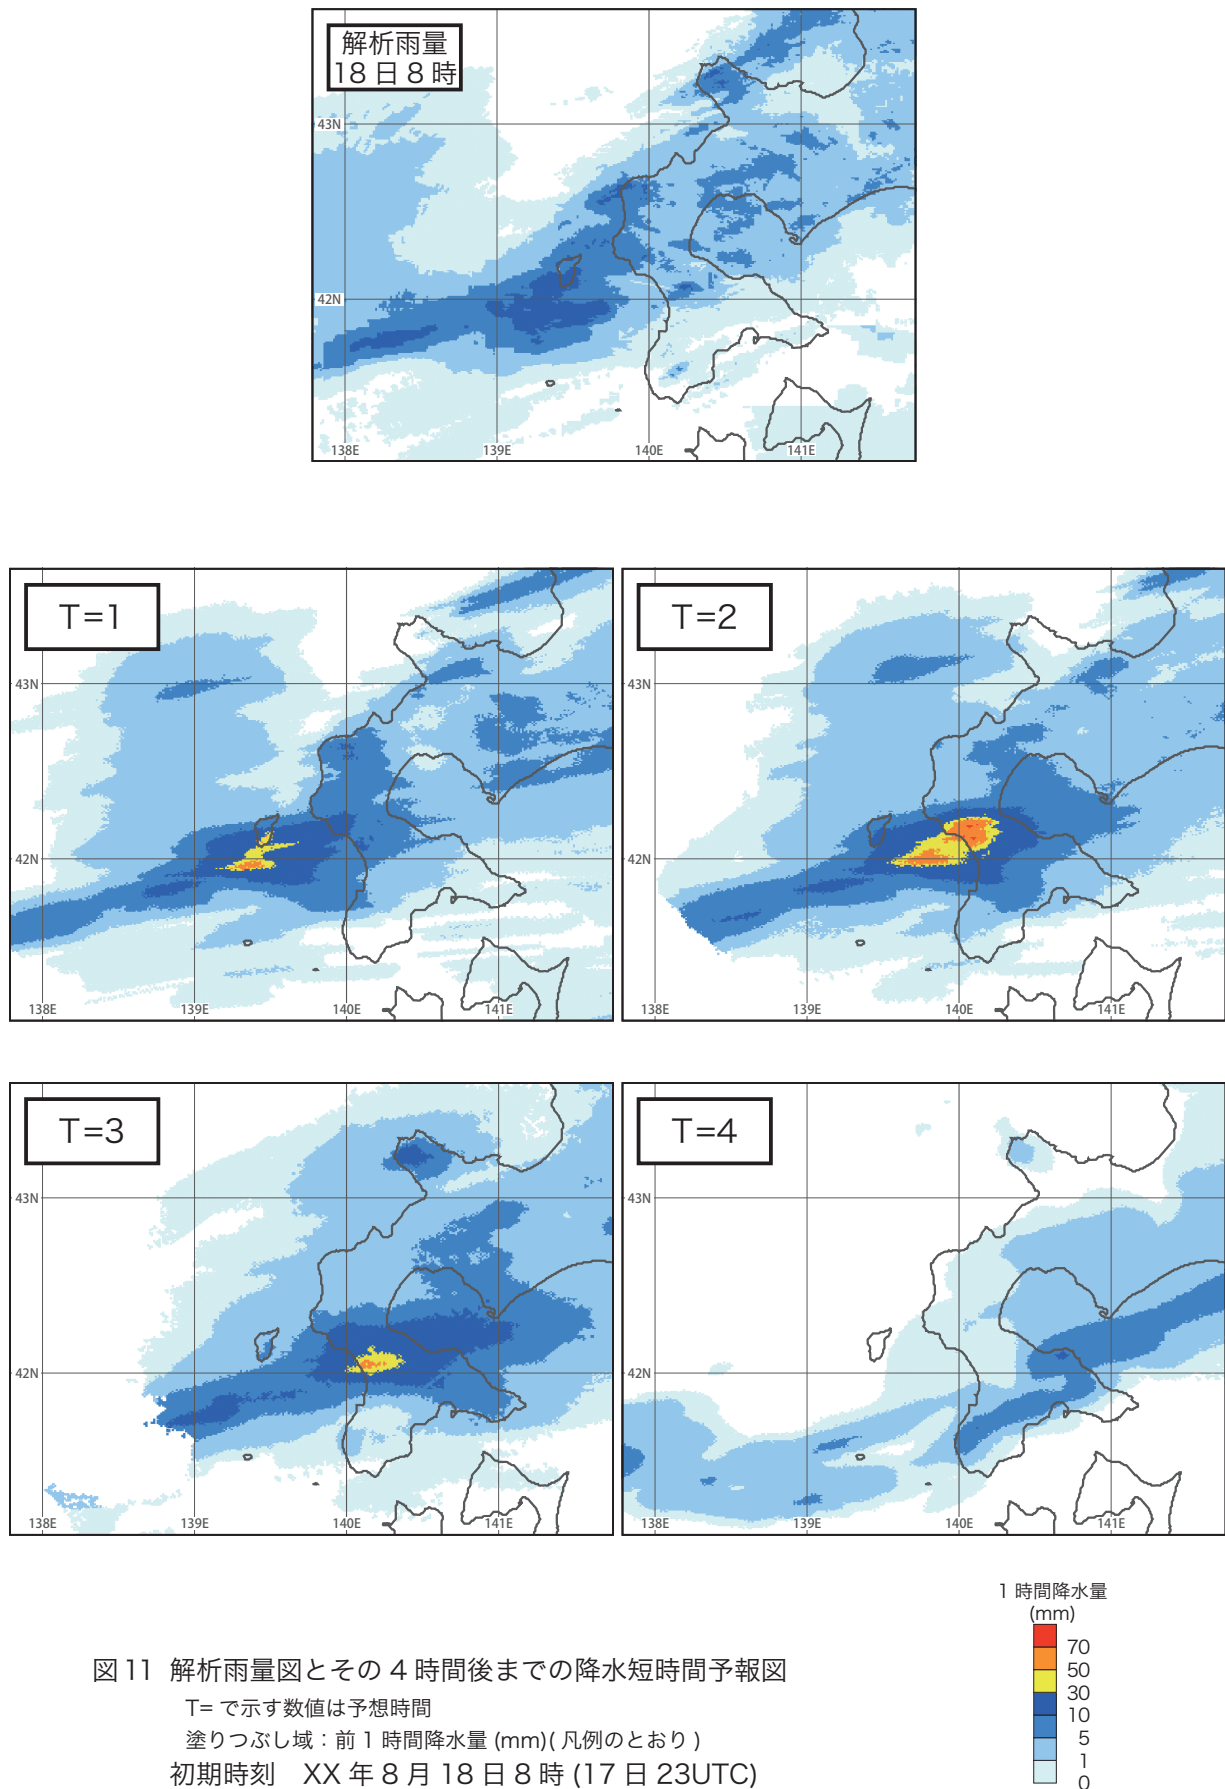 解析雨量
18日8時
43N
42N
138E 139E 140E 141E
T=1
43N
42N
138E 139E 140E 141E
T=2
43N
42N
138E 139E 140E 141E
T=3
43N
42N
138E 139E 140E 141E
T=4
43N
42N
138E 139E 140E 141E
1時間降水量
(mm)
70
50
30
10
5
1
0
図11 解析雨量図とその4時間後までの降水短時間予報図
T= で示す数値は予想時間
塗りつぶし域：前1時間降水量 (mm)(凡例のとおり)
初期時刻 XX年8月18日8時 (17日23UTC)